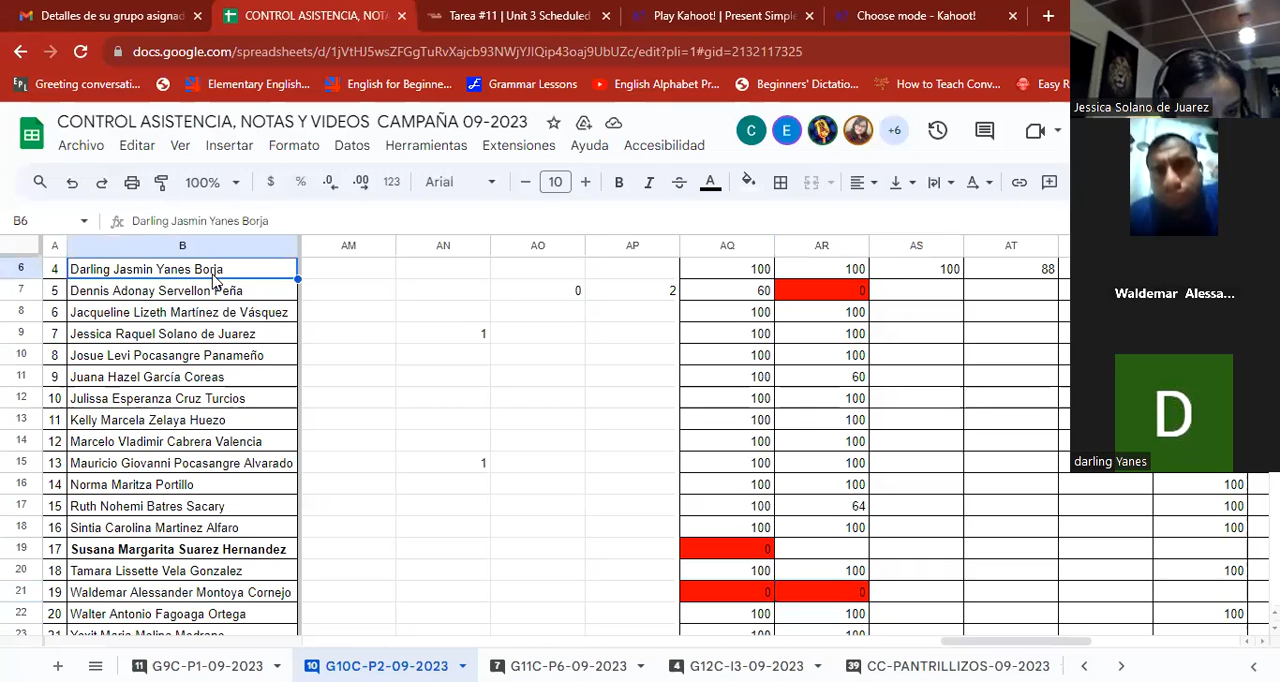 Detalles de su grupo asignad
CONTROL ASISTENCIA, NOTA
Tarea #11 | Unit 3 Scheduled
Play Kahoot! | Present Simple
Choose mode - Kahoot!
docs.google.com/spreadsheets/d/1jVtHJ5wsZFGgTuRvXajcb93NWjYJIQip43oaj9UbUZc/edit?pli=1#gid=2132117325
Greeting conversati...
Elementary English...
English for Beginne...
Grammar Lessons
English Alphabet Pr...
Beginners' Dictatio...
How to Teach Conv...
Easy R
CONTROL ASISTENCIA, NOTAS Y VIDEOS CAMPAÑA 09-2023
+6
Archivo Editar Ver Insertar Formato Datos Herramientas Extensiones Ayuda Accesibilidad
100% $ % .0 .00 123 Arial 10 B I A
B6 fx Darling Jasmin Yanes Borja
A B AM AN AO AP AQ AR AS AT
6 4 Darling Jasmin Yanes Borja 100 100 100 88
7 5 Dennis Adonay Servellon Peña 0 2 60 0
8 6 Jacqueline Lizeth Martínez de Vásquez 100 100
9 7 Jessica Raquel Solano de Juarez 1 100 100
10 8 Josue Levi Pocasangre Panameño 100 100
11 9 Juana Hazel García Coreas 100 60
12 10 Julissa Esperanza Cruz Turcios 100 100
13 11 Kelly Marcela Zelaya Huezo 100 100
14 12 Marcelo Vladimir Cabrera Valencia 100 100
15 13 Mauricio Giovanni Pocasangre Alvarado 1 100 100
16 14 Norma Maritza Portillo 100 100 100
17 15 Ruth Nohemi Batres Sacary 100 64 100
18 16 Sintia Carolina Martinez Alfaro 100 100 100
19 17 Susana Margarita Suarez Hernandez 0
20 18 Tamara Lissette Vela Gonzalez 100 100 100
21 19 Waldemar Alessander Montoya Cornejo 0 0
22 20 Walter Antonio Fagoaga Ortega 100 100 100
23
11 G9C-P1-09-2023
10 G10C-P2-09-2023
7 G11C-P6-09-2023
4 G12C-I3-09-2023
39 CC-PANTRILLIZOS-09-2023
Jessica Solano de Juarez
Waldemar Alessa...
D
darling Yanes